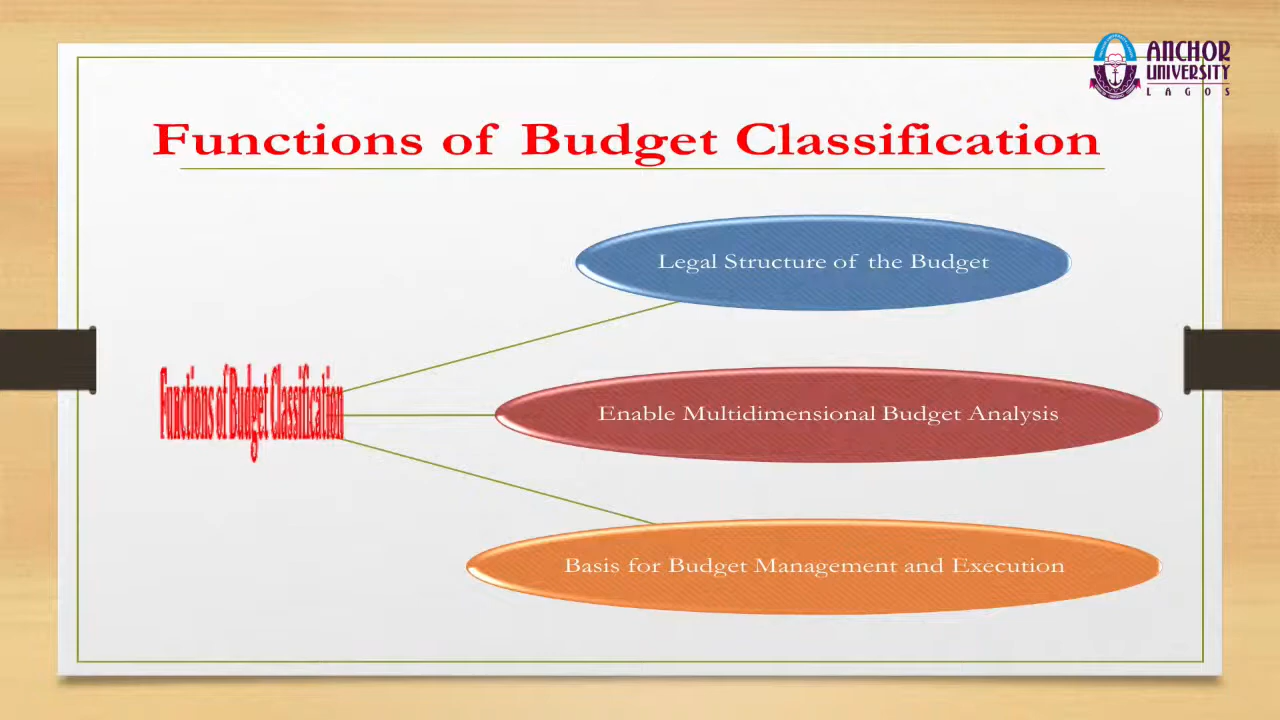 ANCHOR
UNIVERSITY
LAGOS
Functions of Budget Classification
Legal Structure of the Budget
Functions of Budget Classification
Enable Multidimensional Budget Analysis
Basis for Budget Management and Execution